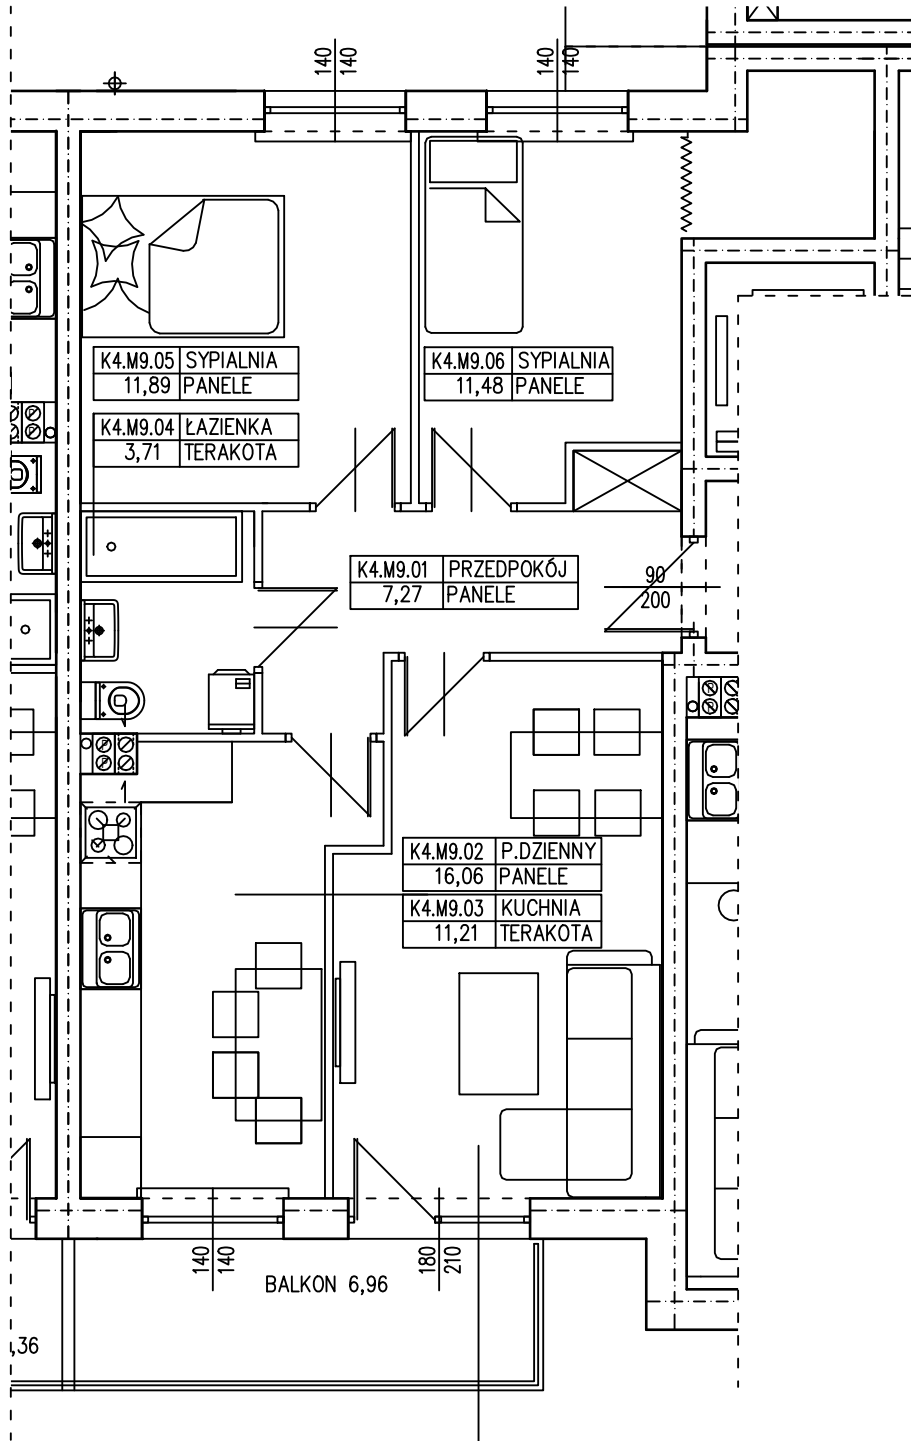 140
140
140
140
K4.M9.05 SYPIALNIA
11,89 PANELE
K4.M9.06 SYPIALNIA
11,48 PANELE
K4.M9.04 ŁAZIENKA
3,71 TERAKOTA
K4.M9.01 PRZEDPOKÓJ
7,27 PANELE
90
200
K4.M9.02 P.DZIENNY
16,06 PANELE
K4.M9.03 KUCHNIA
11,21 TERAKOTA
140
140
180
210
BALKON 6,96
,36